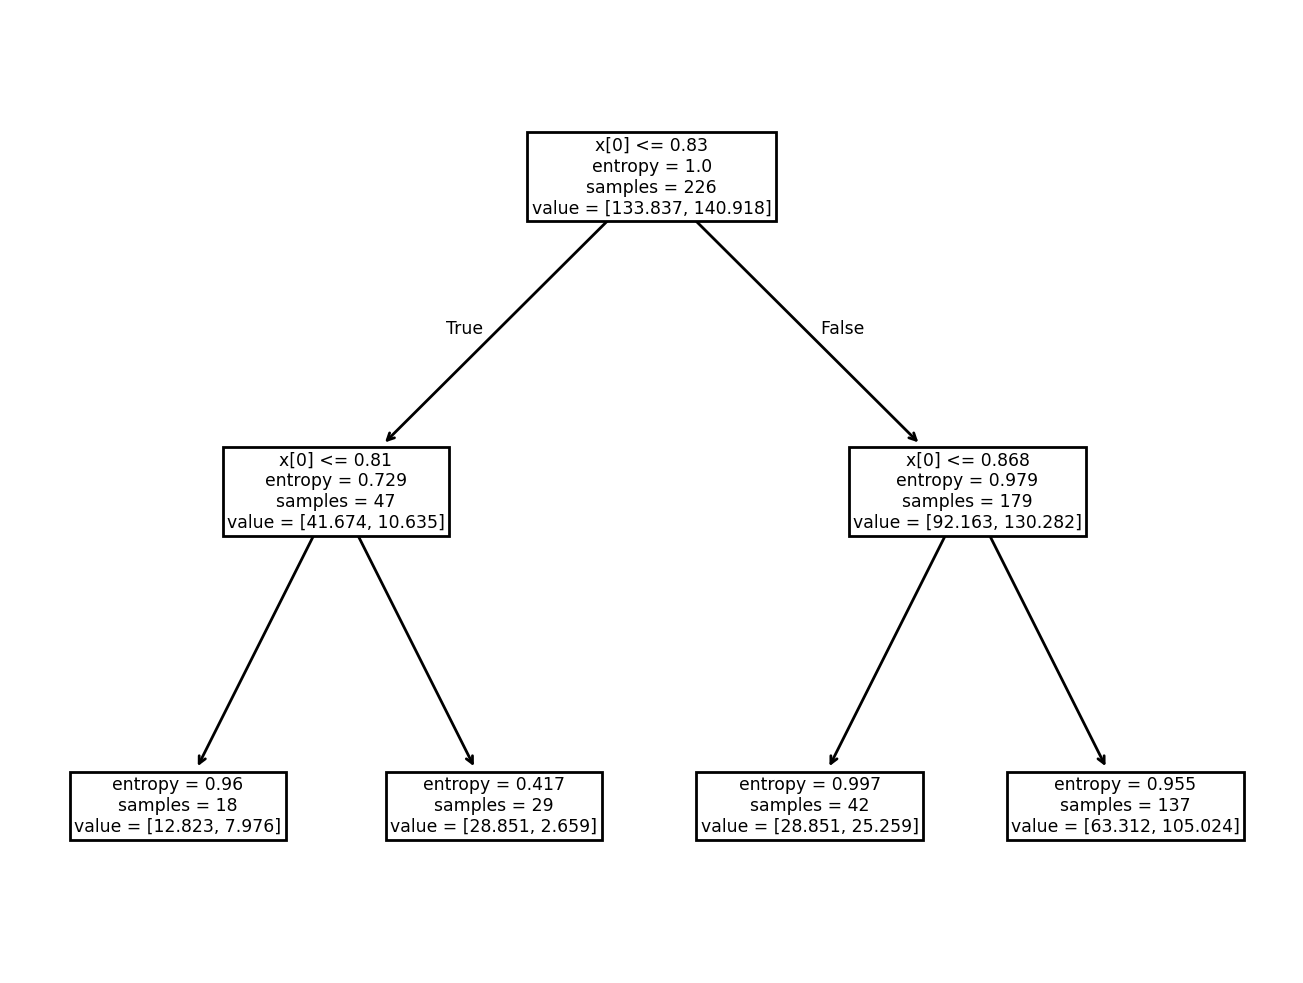 x[0] <= 0.83
entropy = 1.0
samples = 226
value = [133.837, 140.918]
True
False
x[0] <= 0.81
entropy = 0.729
samples = 47
value = [41.674, 10.635]
x[0] <= 0.868
entropy = 0.979
samples = 179
value = [92.163, 130.282]
entropy = 0.96
samples = 18
value = [12.823, 7.976]
entropy = 0.417
samples = 29
value = [28.851, 2.659]
entropy = 0.997
samples = 42
value = [28.851, 25.259]
entropy = 0.955
samples = 137
value = [63.312, 105.024]